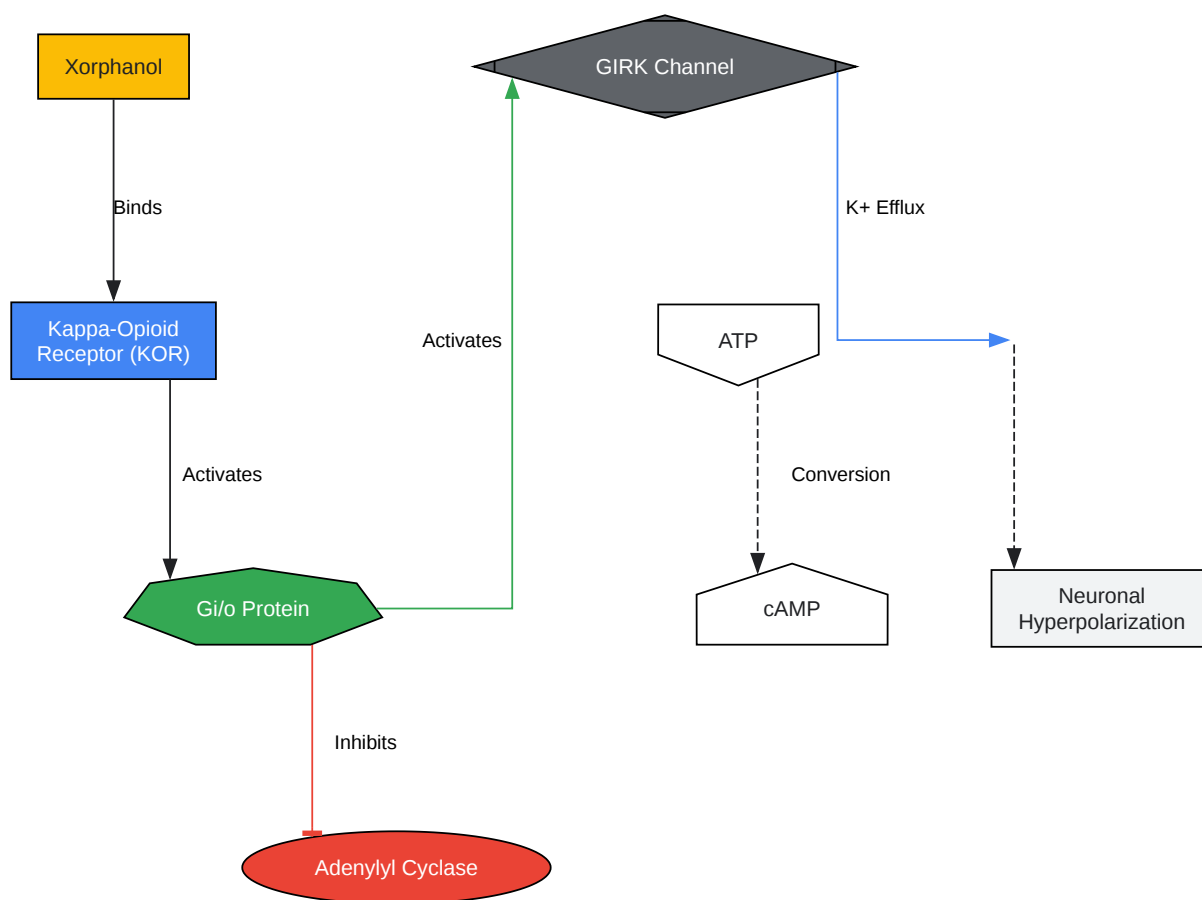 Xorphanol
GIRK Channel
Binds
K+ Efflux
Kappa-Opioid
Receptor (KOR)
Activates
ATP
Activates
Conversion
Gi/o Protein
cAMP
Neuronal
Hyperpolarization
Inhibits
Adenylyl Cyclase